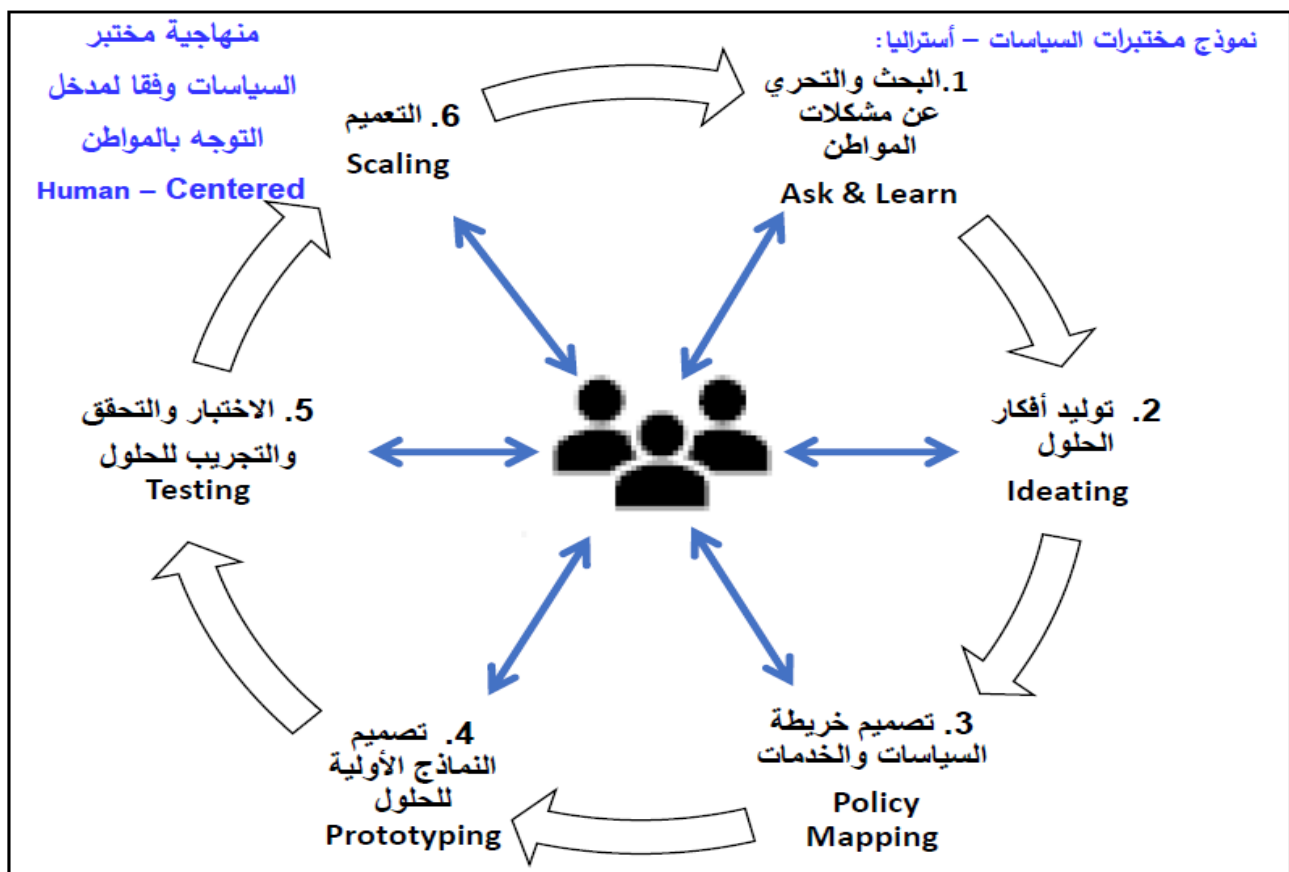 نموذج مختبرات السياسات – أستراليا:
منهاجية مختبر
السياسات وفقا لمدخل
التوجه بالمواطن
Human – Centered
1.البحث والتحري
عن مشكلات
المواطن
Ask & Learn
2. توليد أفكار
الحلول
Ideating
3. تصميم خريطة
السياسات والخدمات
Policy
Mapping
4. تصميم
النماذج الأولية
للحلول
Prototyping
5. الاختبار والتحقق
والتجريب للحلول
Testing
6. التعميم
Scaling